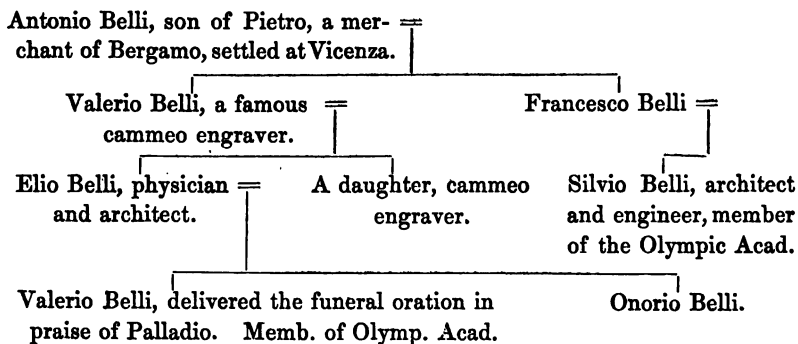 Antonio Belli, son of Pietro, a mer-
chant of Bergamo, settled at Vicenza.
Valerio Belli, a famous
cammeo engraver.
Francesco Belli
Elio Belli, physician
and architect.
A daughter, cammeo
engraver.
Silvio Belli, architect
and engineer, member
of the Olympic Acad.
Valerio Belli, delivered the funeral oration in
praise of Palladio. Memb. of Olymp. Acad.
Onorio Belli.